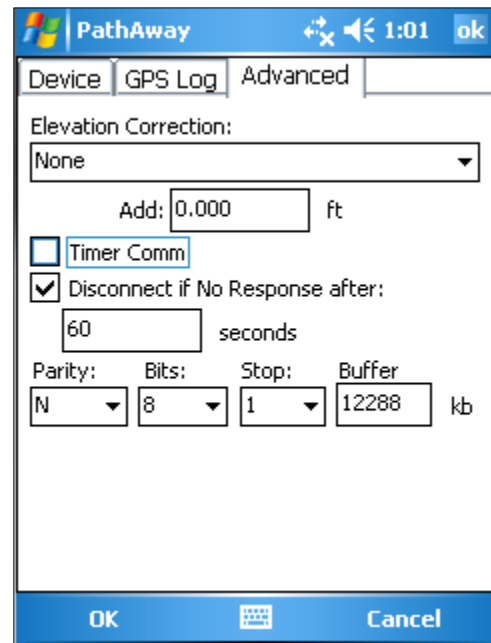 PathAway 1:01 ok
Device GPS Log Advanced
Elevation Correction:
None
Add: 0.000 ft
Timer Comm
Disconnect if No Response after:
60 seconds
Parity: Bits: Stop: Buffer
N 8 1 12288 kb
OK Cancel